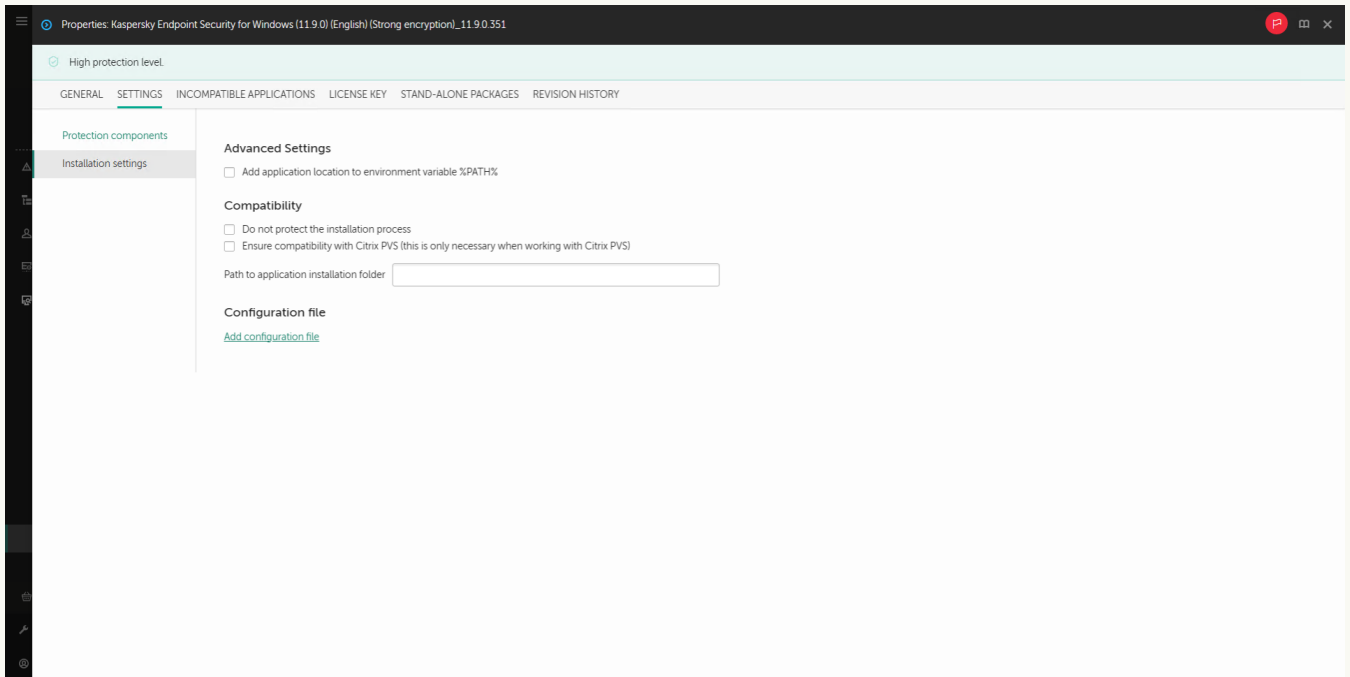 Properties: Kaspersky Endpoint Security for Windows (11.9.0) (English) (Strong encryption)_11.9.0.351
High protection level.
GENERAL SETTINGS INCOMPATIBLE APPLICATIONS LICENSE KEY STAND-ALONE PACKAGES REVISION HISTORY
Protection components
Installation settings
Advanced Settings
Add application location to environment variable %PATH%
Compatibility
Do not protect the installation process
Ensure compatibility with Citrix PVS (this is only necessary when working with Citrix PVS)
Path to application installation folder
Configuration file
Add configuration file